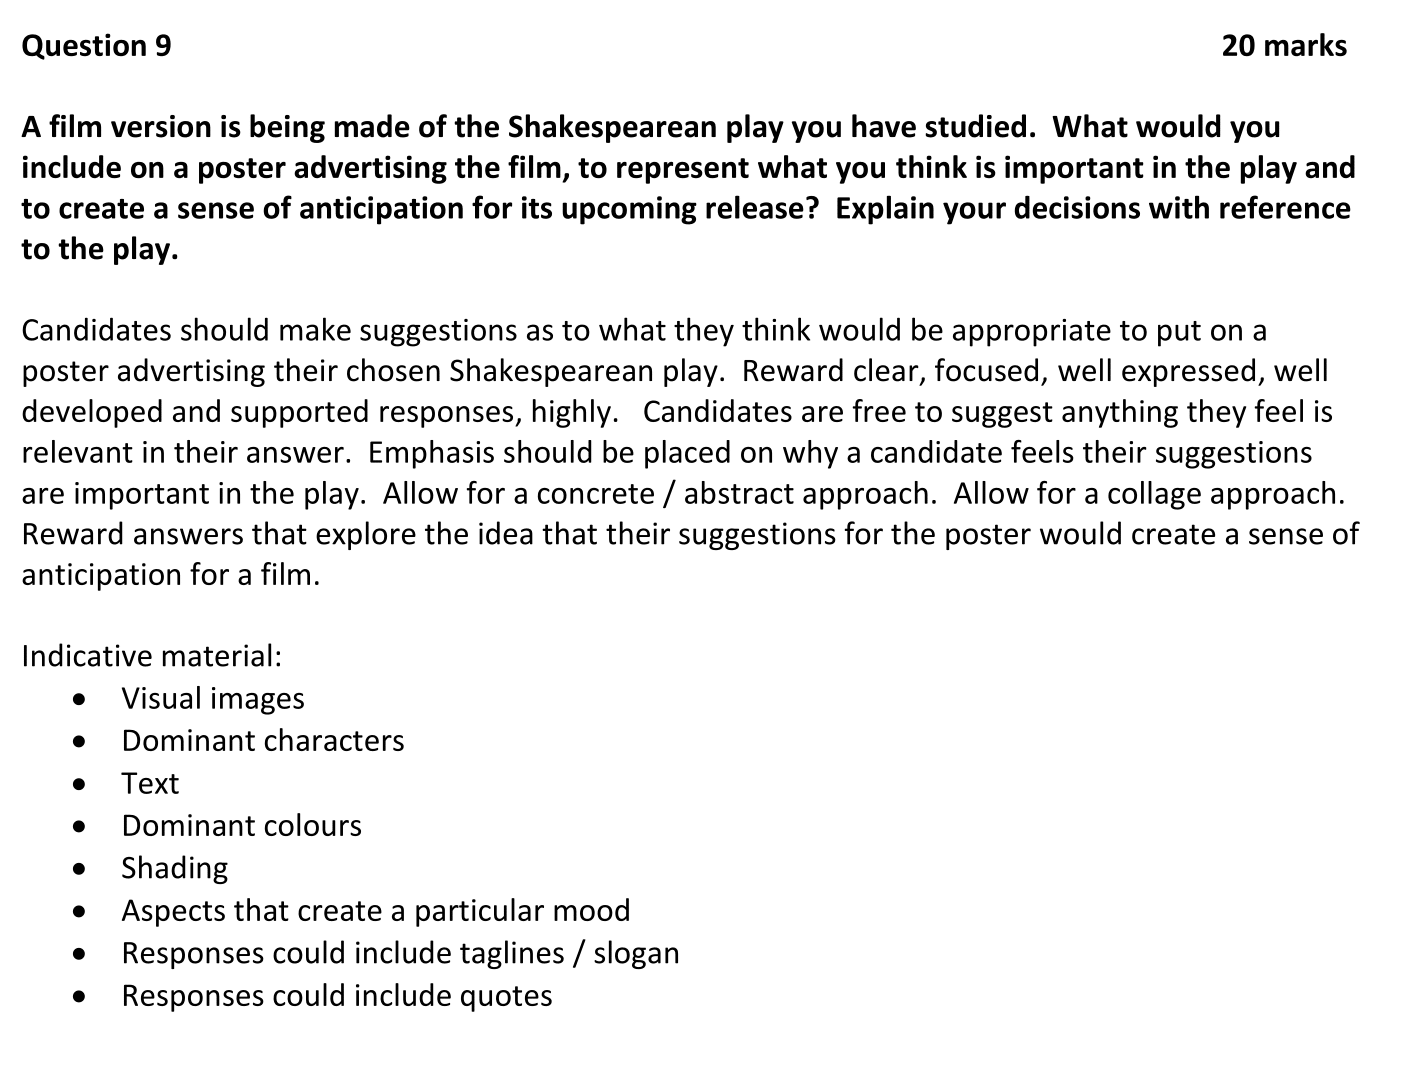 Question 9 20 marks
A film version is being made of the Shakespearean play you have studied.  What would you
include on a poster advertising the film, to represent what you think is important in the play and
to create a sense of anticipation for its upcoming release?  Explain your decisions with reference
to the play.
Candidates should make suggestions as to what they think would be appropriate to put on a
poster advertising their chosen Shakespearean play.  Reward clear, focused, well expressed, well
developed and supported responses, highly.   Candidates are free to suggest anything they feel is
relevant in their answer.  Emphasis should be placed on why a candidate feels their suggestions
are important in the play.  Allow for a concrete / abstract approach.  Allow for a collage approach.
Reward answers that explore the idea that their suggestions for the poster would create a sense of
anticipation for a film.
Indicative material:
• Visual images
• Dominant characters
• Text
• Dominant colours
• Shading
• Aspects that create a particular mood
• Responses could include taglines / slogan
• Responses could include quotes